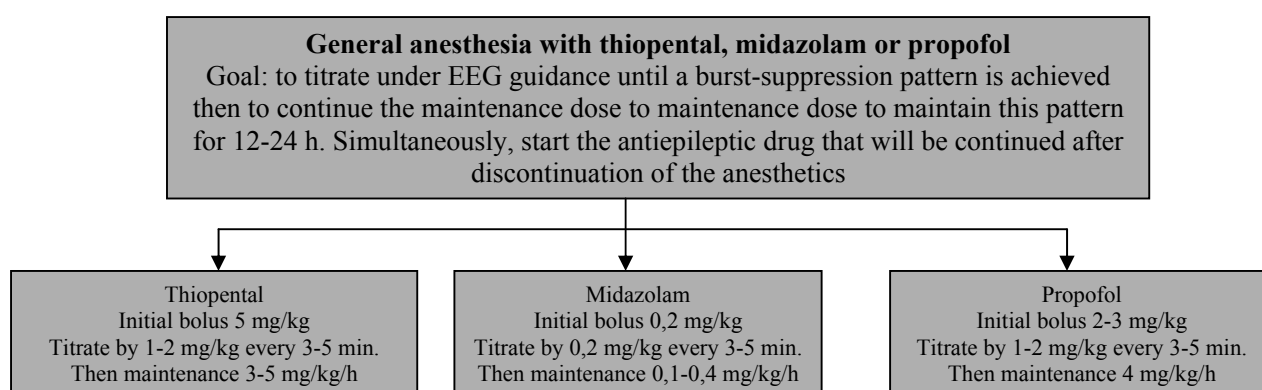 General anesthesia with thiopental, midazolam or propofol
Goal: to titrate under EEG guidance until a burst-suppression pattern is achieved
then to continue the maintenance dose to maintenance dose to maintain this pattern
for 12-24 h. Simultaneously, start the antiepileptic drug that will be continued after
discontinuation of the anesthetics
Thiopental
Initial bolus 5 mg/kg
Titrate by 1-2 mg/kg every 3-5 min.
Then maintenance 3-5 mg/kg/h
Midazolam
Initial bolus 0,2 mg/kg
Titrate by 0,2 mg/kg every 3-5 min.
Then maintenance 0,1-0,4 mg/kg/h
Propofol
Initial bolus 2-3 mg/kg
Titrate by 1-2 mg/kg every 3-5 min.
Then maintenance 4 mg/kg/h